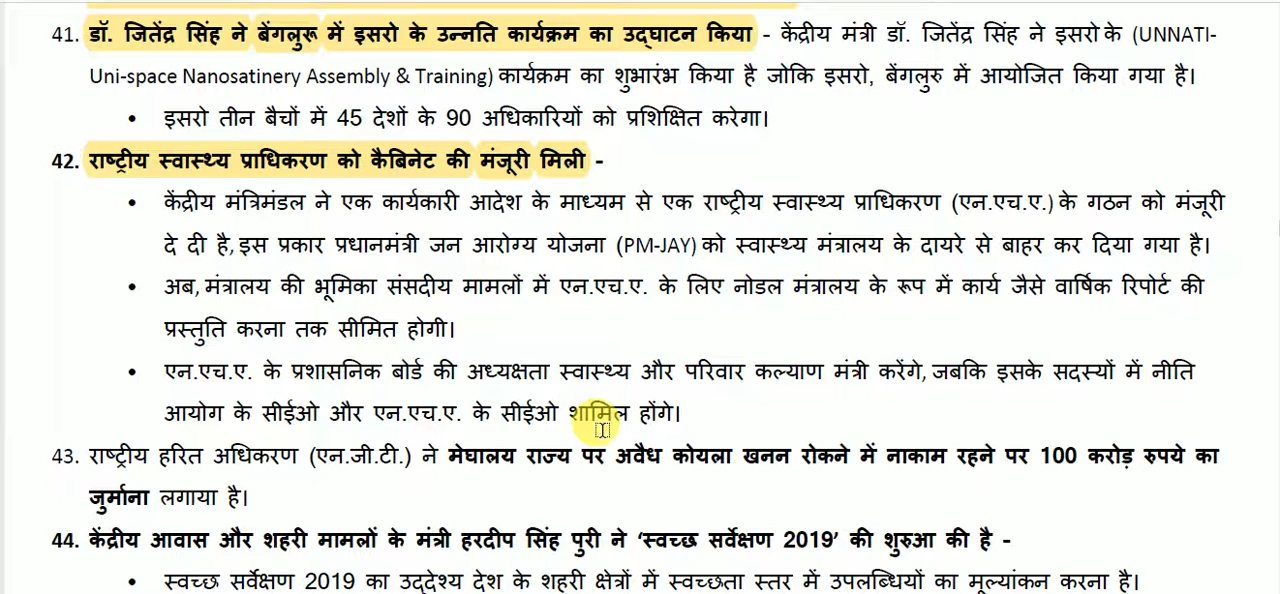 41. डॉ. जितेंद्र सिंह ने बेंगलुरू में इसरो के उन्नति कार्यक्रम का उद्घाटन किया - केंद्रीय मंत्री डॉ. जितेंद्र सिंह ने इसरो के (UNNATI-
Uni-space Nanosatinery Assembly & Training) कार्यक्रम का शुभारंभ किया है जोकि इसरो, बेंगलुरु में आयोजित किया गया है।
• इसरो तीन बैचों में 45 देशों के 90 अधिकारियों को प्रशिक्षित करेगा।
42. राष्ट्रीय स्वास्थ्य प्राधिकरण को कैबिनेट की मंजूरी मिली -
• केंद्रीय मंत्रिमंडल ने एक कार्यकारी आदेश के माध्यम से एक राष्ट्रीय स्वास्थ्य प्राधिकरण (एन.एच.ए.) के गठन को मंजूरी
दे दी है, इस प्रकार प्रधानमंत्री जन आरोग्य योजना (PM-JAY) को स्वास्थ्य मंत्रालय के दायरे से बाहर कर दिया गया है।
• अब, मंत्रालय की भूमिका संसदीय मामलों में एन.एच.ए. के लिए नोडल मंत्रालय के रूप में कार्य जैसे वार्षिक रिपोर्ट की
प्रस्तुति करना तक सीमित होगी।
• एन.एच.ए. के प्रशासनिक बोर्ड की अध्यक्षता स्वास्थ्य और परिवार कल्याण मंत्री करेंगे, जबकि इसके सदस्यों में नीति
आयोग के सीईओ और एन.एच.ए. के सीईओ शामिल होंगे।
43. राष्ट्रीय हरित अधिकरण (एन.जी.टी.) ने मेघालय राज्य पर अवैध कोयला खनन रोकने में नाकाम रहने पर 100 करोड़ रुपये का
जुर्माना लगाया है।
44. केंद्रीय आवास और शहरी मामलों के मंत्री हरदीप सिंह पुरी ने ‘स्वच्छ सर्वेक्षण 2019’ की शुरुआ की है -
• स्वच्छ सर्वेक्षण 2019 का उद्देश्य देश के शहरी क्षेत्रों में स्वच्छता स्तर में उपलब्धियों का मूल्यांकन करना है।